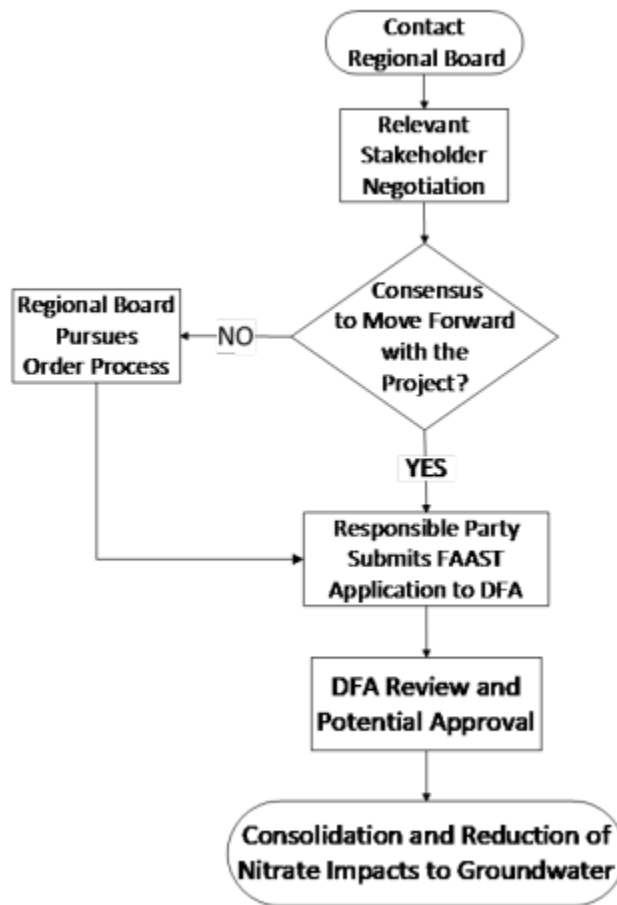 Contact
Regional Board
Relevant
Stakeholder
Negotiation
Consensus
to Move Forward
with the
Project?
NO
Regional Board
Pursues
Order Process
YES
Responsible Party
Submits FAAST
Application to DFA
DFA Review and
Potential Approval
Consolidation and Reduction of
Nitrate Impacts to Groundwater